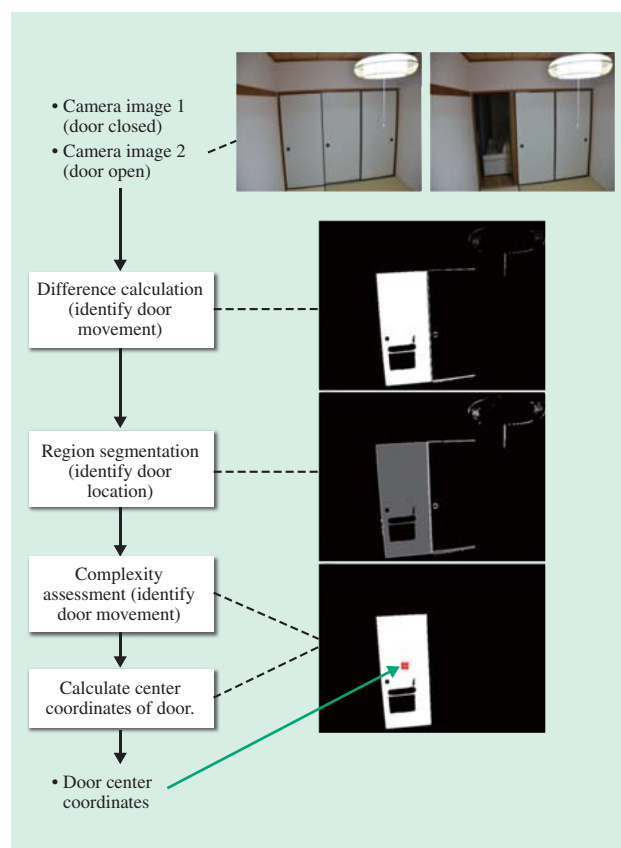 • Camera image 1
(door closed)
• Camera image 2
(door open)
Difference calculation
(identify door
movement)
Region segmentation
(identify door
location)
Complexity
assessment (identify
door movement)
Calculate center
coordinates of door.
• Door center
coordinates